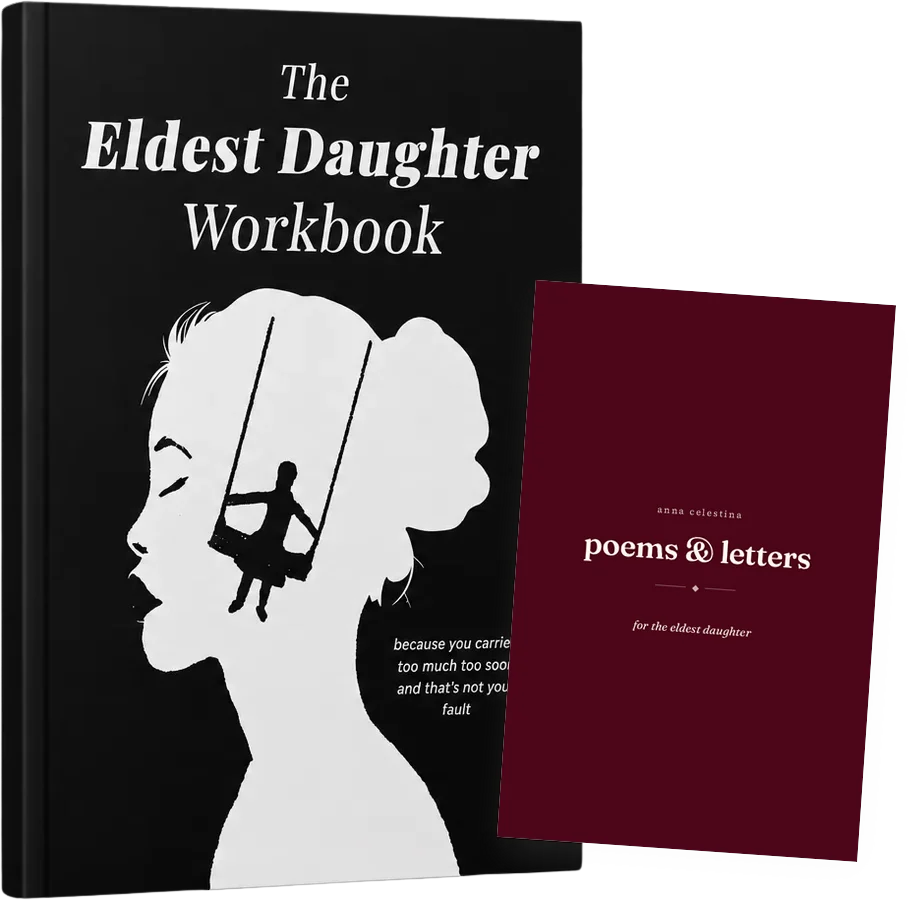 The
Eldest Daughter
Workbook
because you
too much too
and that's not
fault
anna celestina
poems & letters
for the eldest daughter